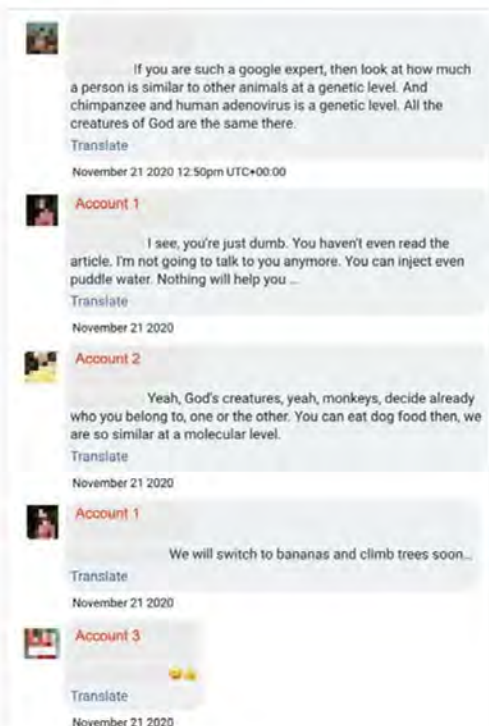 If you are such a google expert, then look at how much
a person is similar to other animals at a genetic level. And
chimpanzee and human adenovirus is a genetic level. All the
creatures of God are the same there.
Translate
November 21 2020 12:50pm UTC+00:00
Account 1
I see, you're just dumb. You haven't even read the
article. I'm not going to talk to you anymore. You can inject even
puddle water. Nothing will help you ...
Translate
November 21 2020
Account 2
Yeah, God's creatures, yeah, monkeys, decide already
who you belong to, one or the other. You can eat dog food then, we
are so similar at a molecular level.
Translate
November 21 2020
Account 1
We will switch to bananas and climb trees soon...
Translate
November 21 2020
Account 3
Translate
November 21 2020